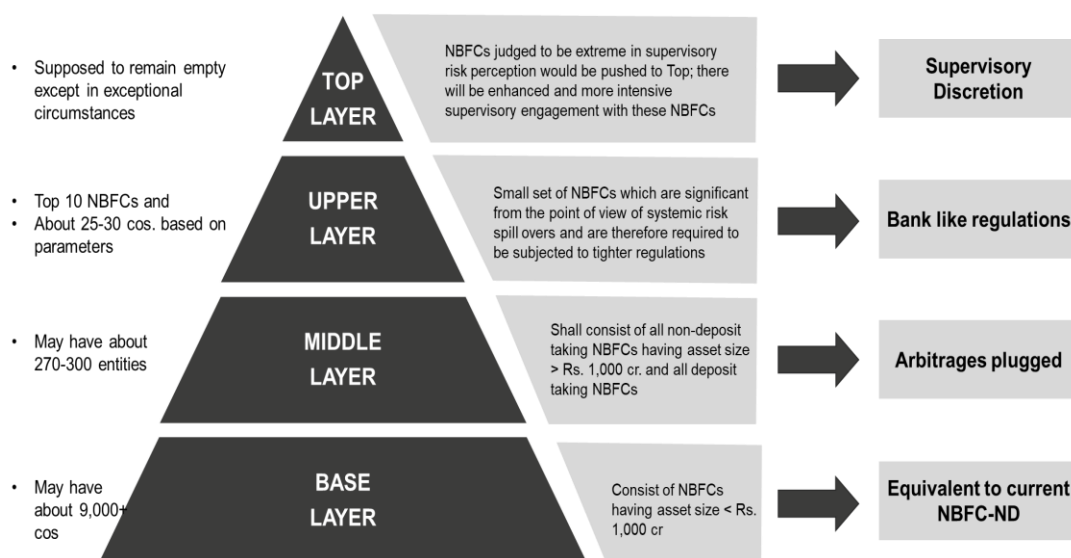 • Supposed to remain empty
except in exceptional
circumstances
TOP
LAYER
NBFCs judged to be extreme in supervisory
risk perception would be pushed to Top; there
will be enhanced and more intensive
supervisory engagement with these NBFCs
Supervisory
Discretion
• Top 10 NBFCs and
• About 25-30 cos. based on
parameters
UPPER
LAYER
Small set of NBFCs which are significant
from the point of view of systemic risk
spill overs and are therefore required to
be subjected to tighter regulations
Bank like regulations
• May have about
270-300 entities
MIDDLE
LAYER
Shall consist of all non-deposit
taking NBFCs having asset size
> Rs. 1,000 cr. and all deposit
taking NBFCs
Arbitrages plugged
• May have
about 9,000+
cos
BASE
LAYER
Consist of NBFCs
having asset size < Rs.
1,000 cr
Equivalent to current
NBFC-ND